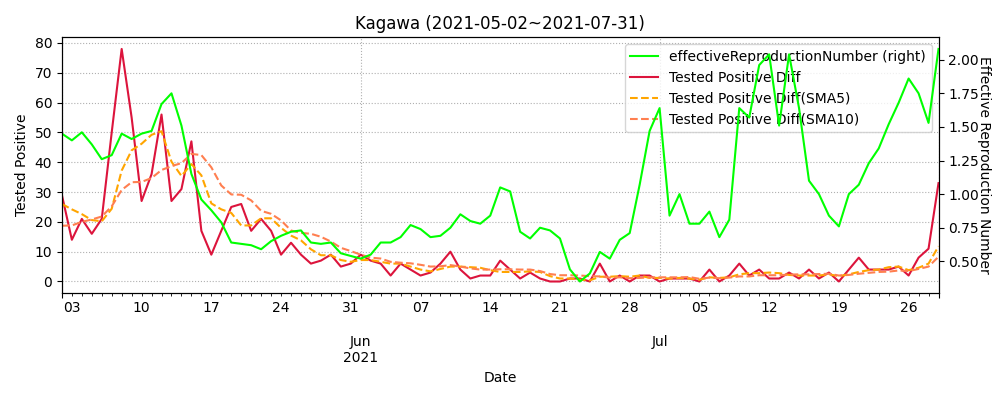 Kagawa (2021-05-02~2021-07-31)
effectiveReproductionNumber (right)
Tested Positive Diff
Tested Positive Diff(SMA5)
Tested Positive Diff(SMA10)
Tested Positive
80
70
60
50
40
30
20
10
0
2.00
1.75
1.50
1.25
1.00
0.75
0.50
Effective Reproduction Number
03 10 17 24 31 07 14 21 28 05 12 19 26
Jun Jul
2021
Date